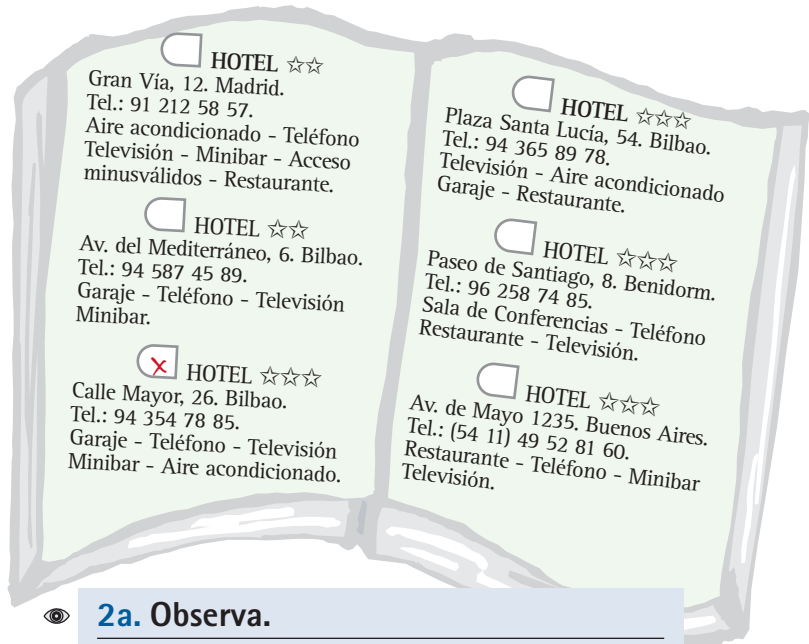 HOTEL ☆☆
Gran Vía, 12. Madrid.
Tel.: 91 212 58 57.
Aire acondicionado - Teléfono
Televisión - Minibar - Acceso
minusválidos - Restaurante.
HOTEL ☆☆
Av. del Mediterráneo, 6. Bilbao.
Tel.: 94 587 45 89.
Garaje - Teléfono - Televisión
Minibar.
x HOTEL ☆☆☆
Calle Mayor, 26. Bilbao.
Tel.: 94 354 78 85.
Garaje - Teléfono - Televisión
Minibar - Aire acondicionado.
HOTEL ☆☆☆
Plaza Santa Lucía, 54. Bilbao.
Tel.: 94 365 89 78.
Televisión - Aire acondicionado
Garaje - Restaurante.
HOTEL ☆☆☆
Paseo de Santiago, 8. Benidorm.
Tel.: 96 258 74 85.
Sala de Conferencias - Teléfono
Restaurante - Televisión.
HOTEL ☆☆☆
Av. de Mayo 1235. Buenos Aires.
Tel.: (54 11) 49 52 81 60.
Restaurante - Teléfono - Minibar
Televisión.
2a. Observa.